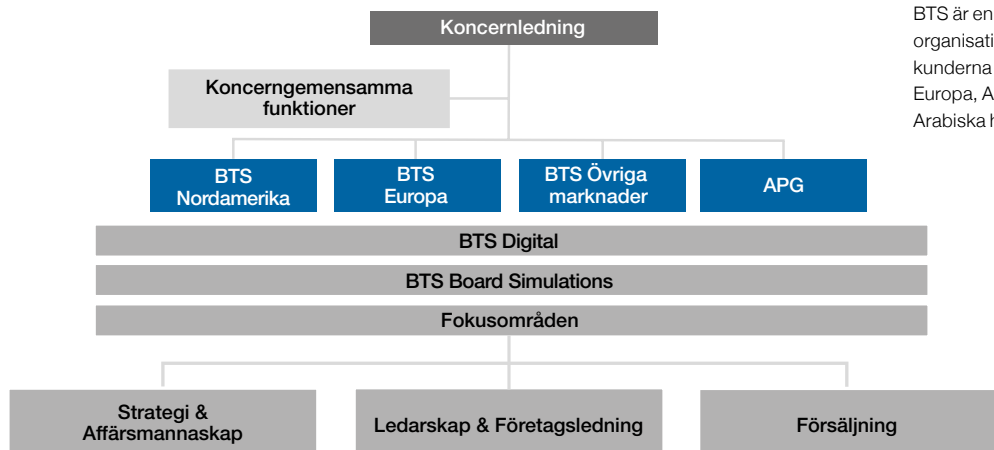 Koncernledning
Koncerngemensamma
funktioner
BTS
Nordamerika
BTS
Europa
BTS Övriga
marknader
APG
BTS Digital
BTS Board Simulations
Fokusområden
Strategi &
Affärsmannaskap
Ledarskap & Företagsledning
Försäljning
BTS är en
organisati
kunderna
Europa, A
Arabiska h